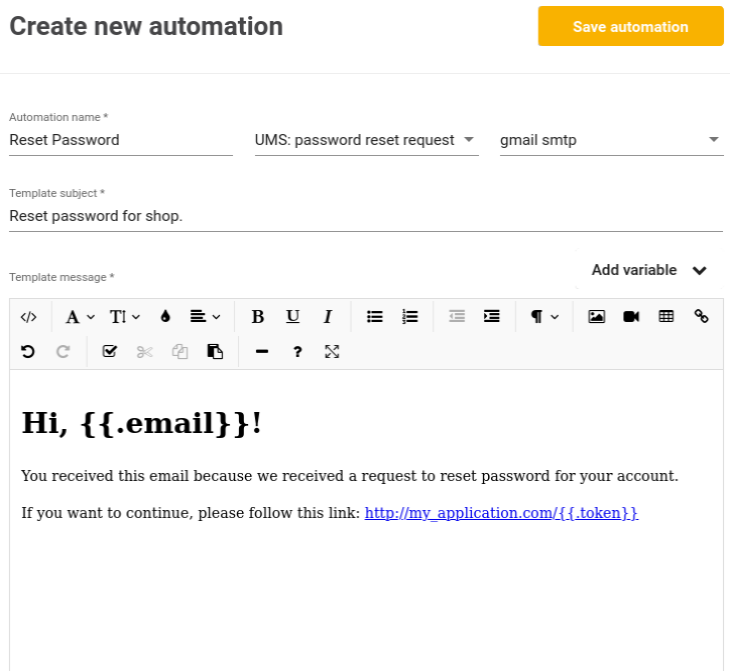 Create new automation
Save automation
Automation name *
Reset Password
UMS: password reset request
gmail smtp
Template subject *
Reset password for shop.
Add variable
Template message *
</> A T! B U I ¶
?
Hi, {{.email}}!
You received this email because we received a request to reset password for your account.
If you want to continue, please follow this link: http://my_application.com/{{.token}}